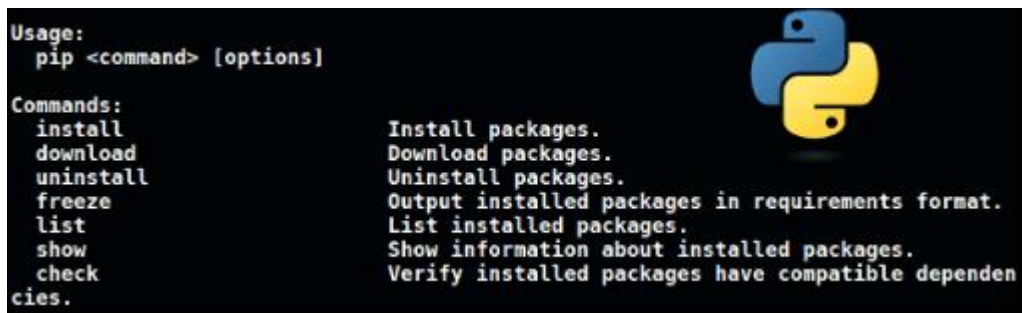 Usage:
  pip <command> [options]

Commands:
  install                     Install packages.
  download                    Download packages.
  uninstall                   Uninstall packages.
  freeze                      Output installed packages in requirements format.
  list                        List installed packages.
  show                        Show information about installed packages.
  check                       Verify installed packages have compatible dependen
cies.